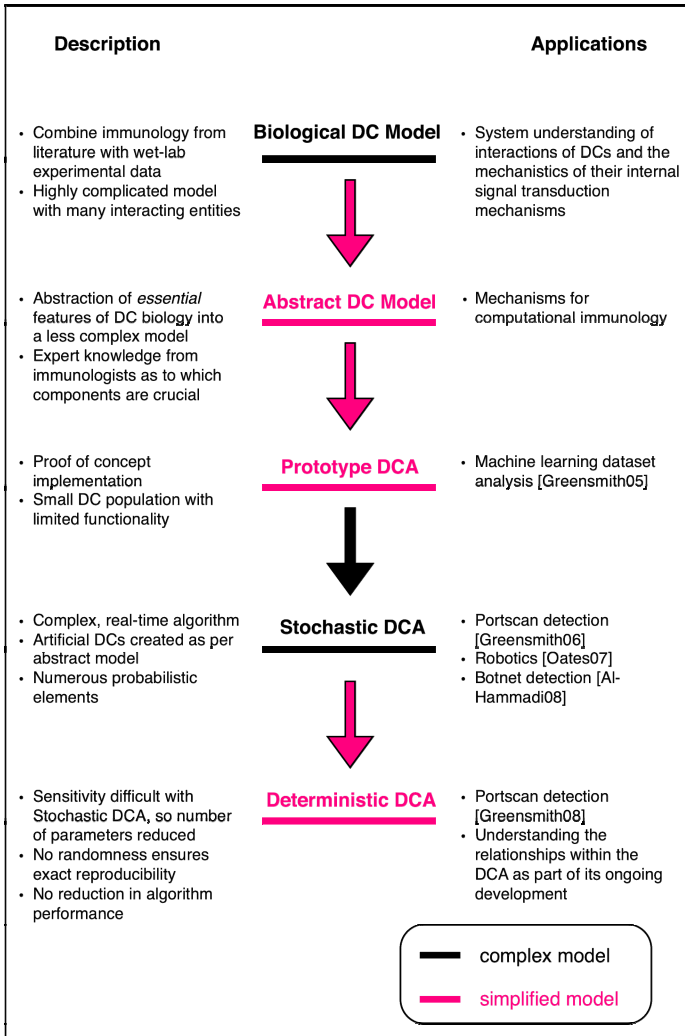 Description
Applications
Biological DC Model
• Combine immunology from
literature with wet-lab
experimental data
• Highly complicated model
with many interacting entities
• System understanding of
interactions of DCs and the
mechanistics of their internal
signal transduction
mechanisms
Abstract DC Model
• Abstraction of essential
features of DC biology into
a less complex model
• Expert knowledge from
immunologists as to which
components are crucial
• Mechanisms for
computational immunology
Prototype DCA
• Proof of concept
implementation
• Small DC population with
limited functionality
• Machine learning dataset
analysis [Greensmith05]
Stochastic DCA
• Complex, real-time algorithm
• Artificial DCs created as per
abstract model
• Numerous probabilistic
elements
• Portscan detection
[Greensmith06]
• Robotics [Oates07]
• Botnet detection [Al-
Hammadi08]
Deterministic DCA
• Sensitivity difficult with
Stochastic DCA, so number
of parameters reduced
• No randomness ensures
exact reproducibility
• No reduction in algorithm
performance
• Portscan detection
[Greensmith08]
• Understanding the
relationships within the
DCA as part of its ongoing
development
complex model
simplified model